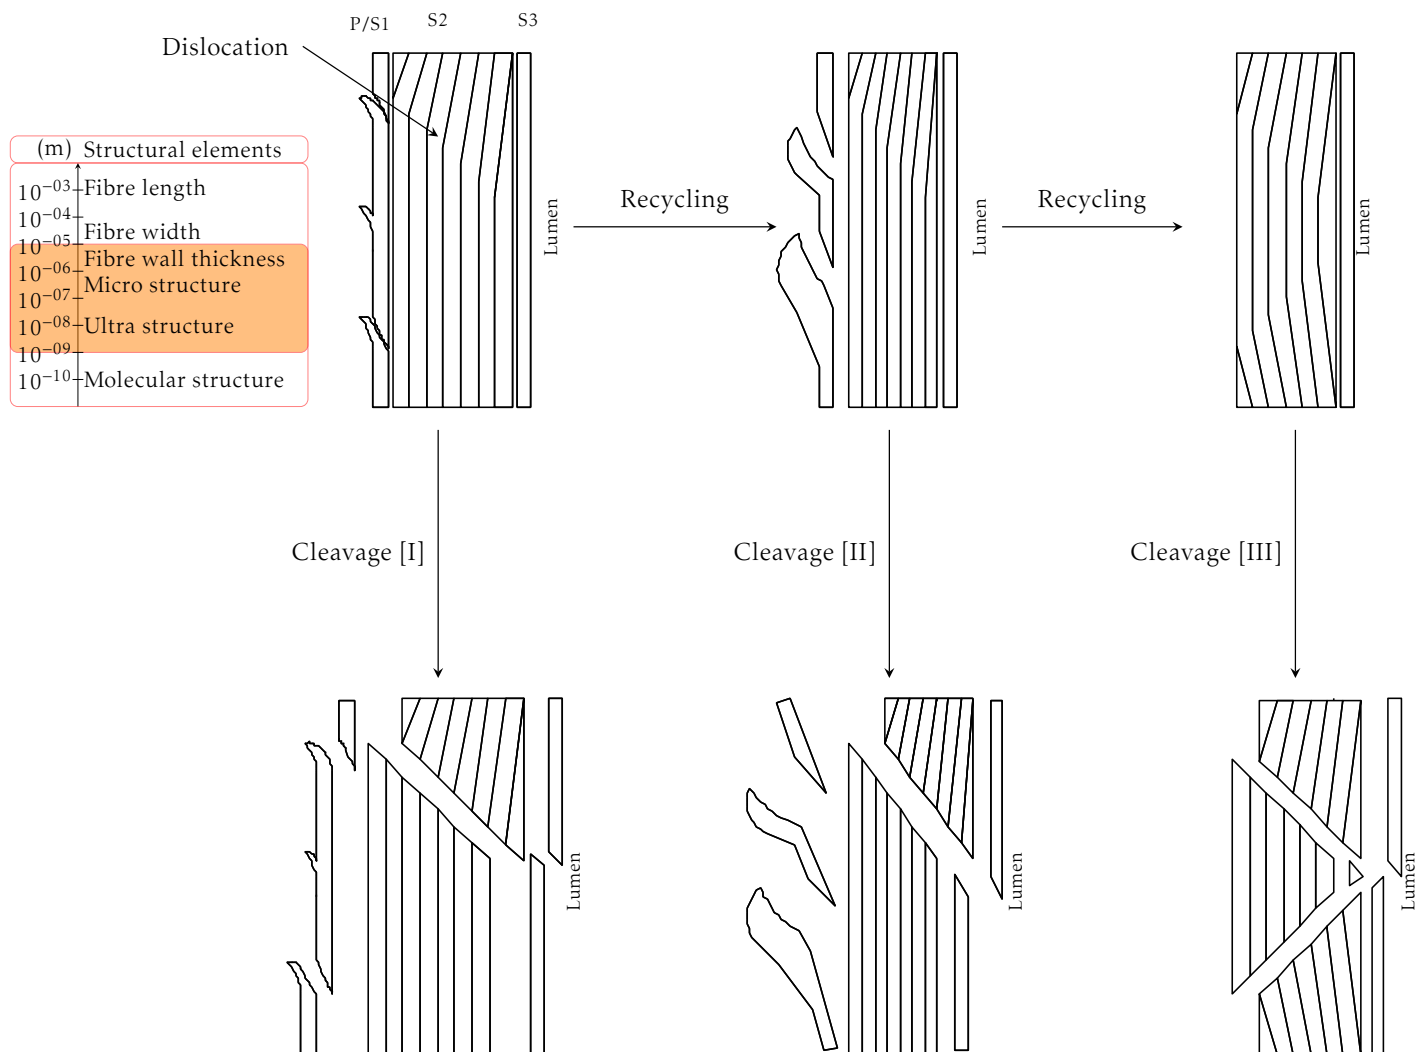 P/S1 S2 S3
Dislocation
(m) Structural elements
10−03 Fibre length
10−04
Fibre width
10−05
Fibre wall thickness
10−06
Micro structure
10−07
10−08 Ultra structure
10−09
10−10 Molecular structure
Lumen
Recycling
Lumen
Recycling
Lumen
Cleavage [I]
Cleavage [II]
Cleavage [III]
Lumen
Lumen
Lumen